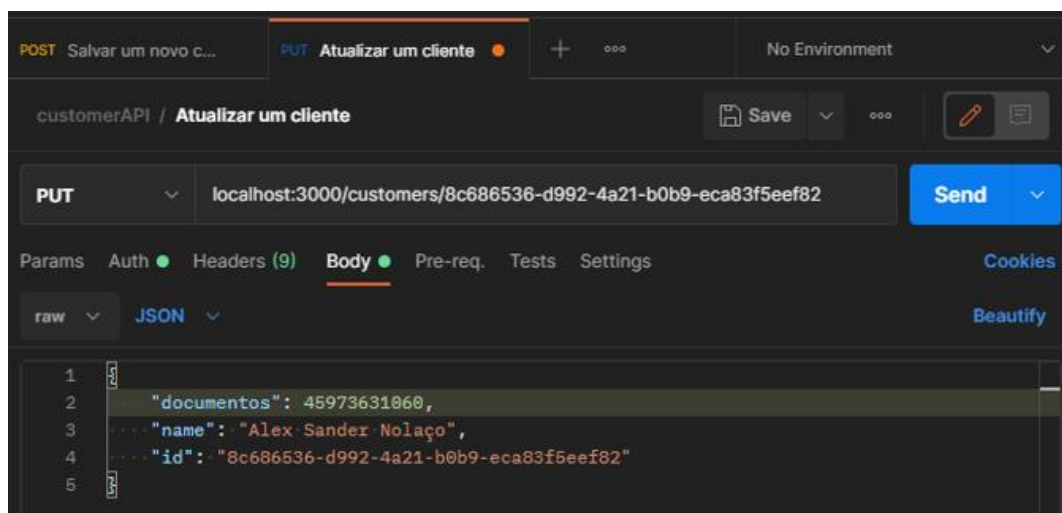 POST Salvar um novo c... PUT Atualizar um cliente No Environment
customerAPI / Atualizar um cliente Save
PUT localhost:3000/customers/8c686536-d992-4a21-b0b9-eca83f5eef82 Send
Params Auth Headers (9) Body Pre-req. Tests Settings Cookies
raw JSON Beautify
1 {
2 "documentos": 45973631060,
3 "name": "Alex Sander Nolaço",
4 "id": "8c686536-d992-4a21-b0b9-eca83f5eef82"
5 }